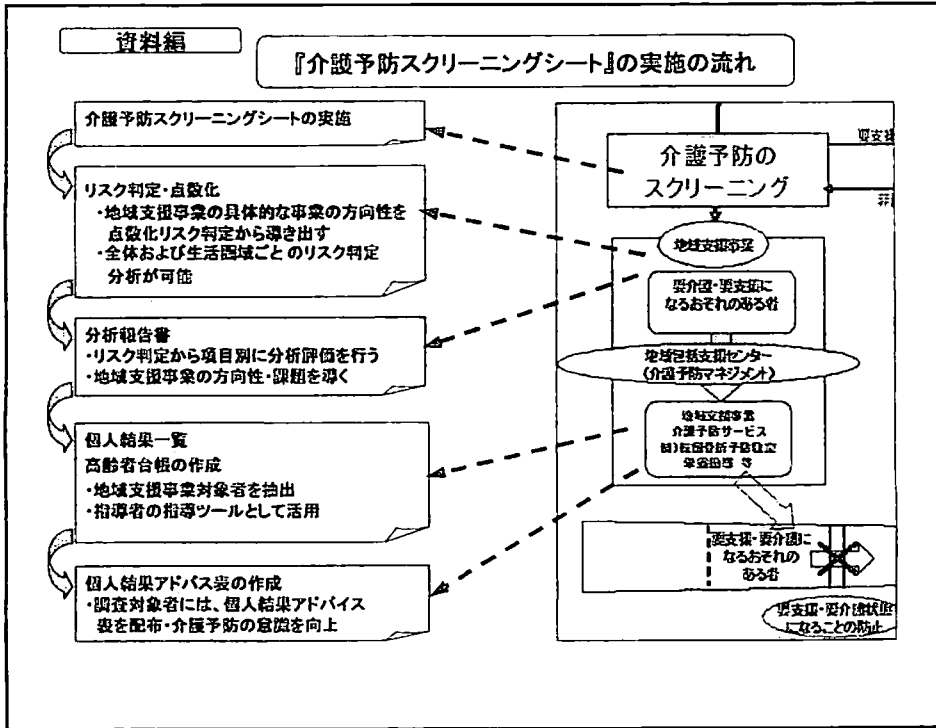 資料編
『介護予防スクリーニングシート』の実施の流れ
介護予防スクリーニングシートの実施
リスク判定・点数化
・地域支援事業の具体的な事業の方向性を
点数化リスク判定から導き出す
・全体および生活圏域ごとのリスク判定
分析が可能
分析報告書
・リスク判定から項目別に分析評価を行う
・地域支援事業の方向性・課題を導く
個人結果一覧
高齢者台帳の作成
・地域支援事業対象者を抽出
・指導者の指導ツールとして活用
個人結果アドバス表の作成
・調査対象者には、個人結果アドバイス
表を配布・介護予防の意識を向上
要支援
介護予防の
スクリーニング
地域支援事業
要介護・要支援に
なるおそれのある者
地域包括支援センター
(介護予防マネジメント)
地域支援事業
介護予防サービス
等
要支援・要介護に
なるおそれの
ある者
要支援・要介護状態
になることの防止